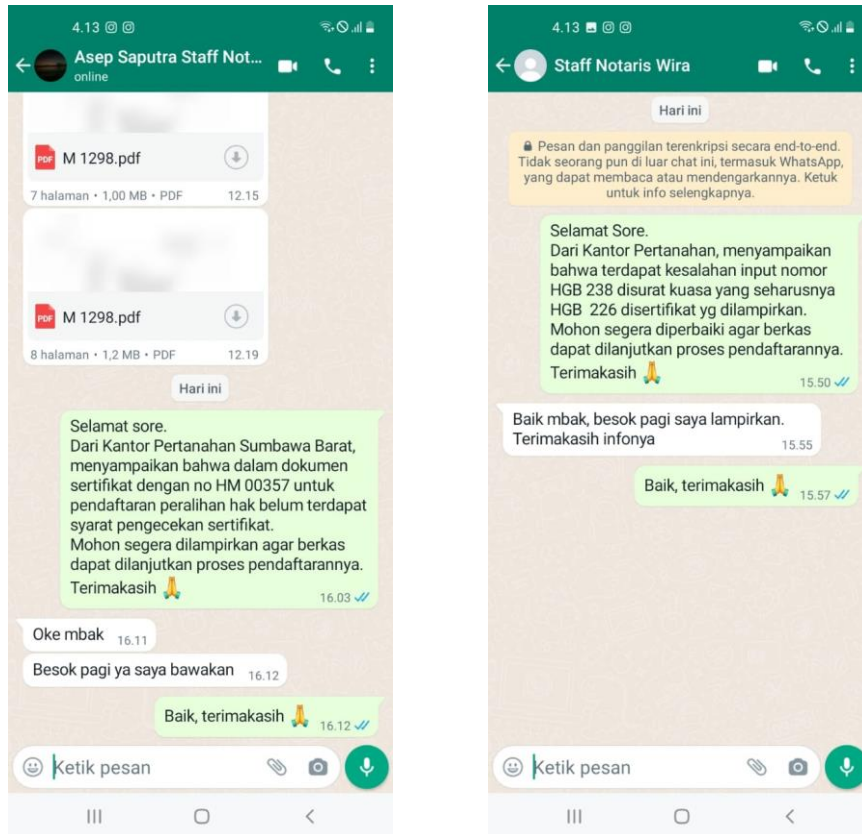 4.13
Asep Saputra Staff Not...
online
PDF M 1298.pdf
7 halaman • 1,00 MB • PDF 12.15
PDF M 1298.pdf
8 halaman • 1,2 MB • PDF 12.19
Hari ini
Selamat sore.
Dari Kantor Pertanahan Sumbawa Barat,
menyampaikan bahwa dalam dokumen
sertifikat dengan no HM 00357 untuk
pendaftaran peralihan hak belum terdapat
syarat pengecekan sertifikat.
Mohon segera dilampirkan agar berkas
dapat dilanjutkan proses pendaftarannya.
Terimakasih 🙏 16.03
Oke mbak 16.11
Besok pagi ya saya bawakan 16.12
Baik, terimakasih 🙏 16.12
Ketik pesan
4.13
Staff Notaris Wira
Hari ini
Pesan dan panggilan terenkripsi secara end-to-end.
Tidak seorang pun di luar chat ini, termasuk WhatsApp,
yang dapat membaca atau mendengarkannya. Ketuk
untuk info selengkapnya.
Selamat Sore.
Dari Kantor Pertanahan, menyampaikan
bahwa terdapat kesalahan input nomor
HGB 238 disurat kuasa yang seharusnya
HGB 226 disertifikat yg dilampirkan.
Mohon segera diperbaiki agar berkas
dapat dilanjutkan proses pendaftarannya.
Terimakasih 🙏 15.50
Baik mbak, besok pagi saya lampirkan.
Terimakasih infonya 15.55
Baik, terimakasih 🙏 15.57
Ketik pesan